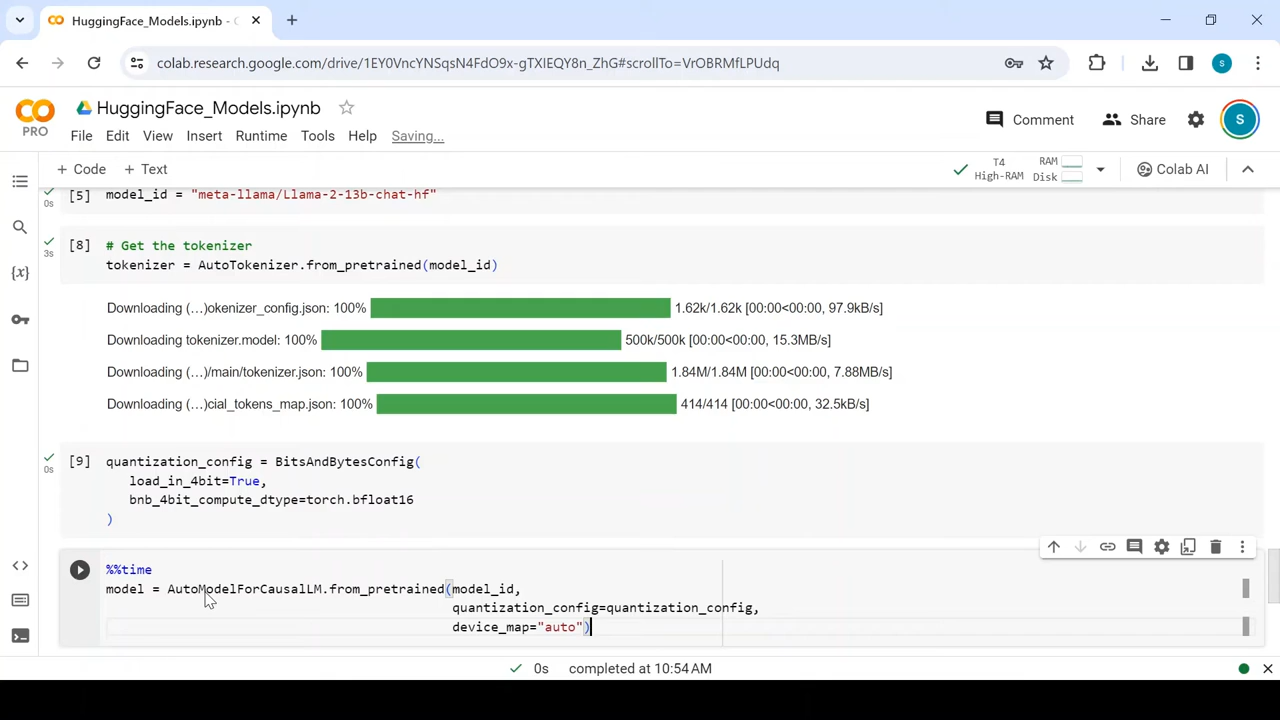 HuggingFace_Models.ipynb - C
colab.research.google.com/drive/1EY0VncYNSqsN4FdO9x-gTXIEQY8n_ZhG#scrollTo=VrOBRMfLPUdq
S
HuggingFace_Models.ipynb
PRO
File Edit View Insert Runtime Tools Help Saving...
Comment
Share
S
+ Code + Text
T4
High-RAM
RAM
Disk
Colab AI
[5] model_id = "meta-llama/Llama-2-13b-chat-hf"
0s
[8] # Get the tokenizer
3s
tokenizer = AutoTokenizer.from_pretrained(model_id)
Downloading (…)okenizer_config.json: 100% 1.62k/1.62k [00:00<00:00, 97.9kB/s]
Downloading tokenizer.model: 100% 500k/500k [00:00<00:00, 15.3MB/s]
Downloading (…)/main/tokenizer.json: 100% 1.84M/1.84M [00:00<00:00, 7.88MB/s]
Downloading (…)cial_tokens_map.json: 100% 414/414 [00:00<00:00, 32.5kB/s]
[9] quantization_config = BitsAndBytesConfig(
0s
load_in_4bit=True,
bnb_4bit_compute_dtype=torch.bfloat16
)
%%time
model = AutoModelForCausalLM.from_pretrained(model_id,
quantization_config=quantization_config,
device_map="auto")
0s completed at 10:54 AM